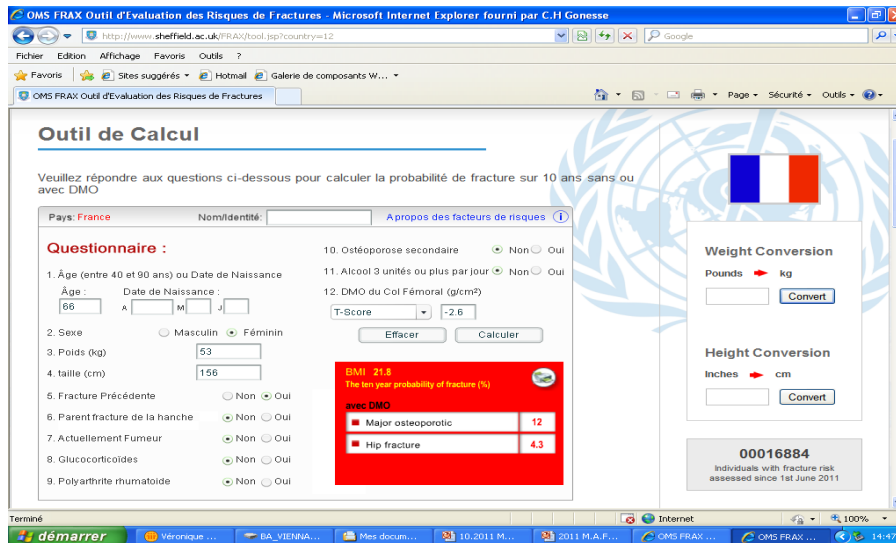 OMS FRAX Outil d'Evaluation des Risques de Fractures - Microsoft Internet Explorer fourni par C.H Gonesse
http://www.sheffield.ac.uk/FRAX/tool.jsp?country=12
Google
Fichier Edition Affichage Favoris Outils ?
Favoris Sites suggérés Hotmail Galerie de composants W...
OMS FRAX Outil d'Evaluation des Risques de Fractures
Page Sécurité Outils
Outil de Calcul
Veuillez répondre aux questions ci-dessous pour calculer la probabilité de fracture sur 10 ans sans ou
avec DMO
Pays: France Nom/Identité: A propos des facteurs de risques i
Questionnaire :
1. Âge (entre 40 et 90 ans) ou Date de Naissance
Âge : Date de Naissance :
66 A M J
2. Sexe Masculin Féminin
3. Poids (kg) 53
4. taille (cm) 156
5. Fracture Précédente Non Oui
6. Parent fracture de la hanche Non Oui
7. Actuellement Fumeur Non Oui
8. Glucocorticoïdes Non Oui
9. Polyarthrite rhumatoide Non Oui
10. Ostéoporose secondaire Non Oui
11. Alcool 3 unités ou plus par jour Non Oui
12. DMO du Col Fémoral (g/cm²)
T-Score -2.6
Effacer Calculer
BMI 21.8
The ten year probability of fracture (%)
avec DMO
Major osteoporotic 12
Hip fracture 4.3
Weight Conversion
Pounds kg
Convert
Height Conversion
Inches cm
Convert
00016884
Individuals with fracture risk
assessed since 1st June 2011
Terminé Internet 100%
démarrer Véronique ... BA_VIENNA... Mes docum... 10.2011 M... 2011 M.A.F... OMS FRAX ... OMS FRAX ... 14:47